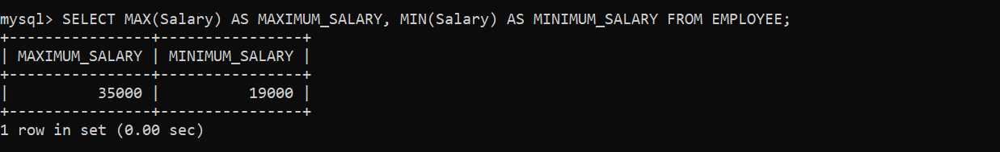 mysql> SELECT MAX(Salary) AS MAXIMUM_SALARY, MIN(Salary) AS MINIMUM_SALARY FROM EMPLOYEE;
+----------------+----------------+
| MAXIMUM_SALARY | MINIMUM_SALARY |
+----------------+----------------+
|          35000 |          19000 |
+----------------+----------------+
1 row in set (0.00 sec)